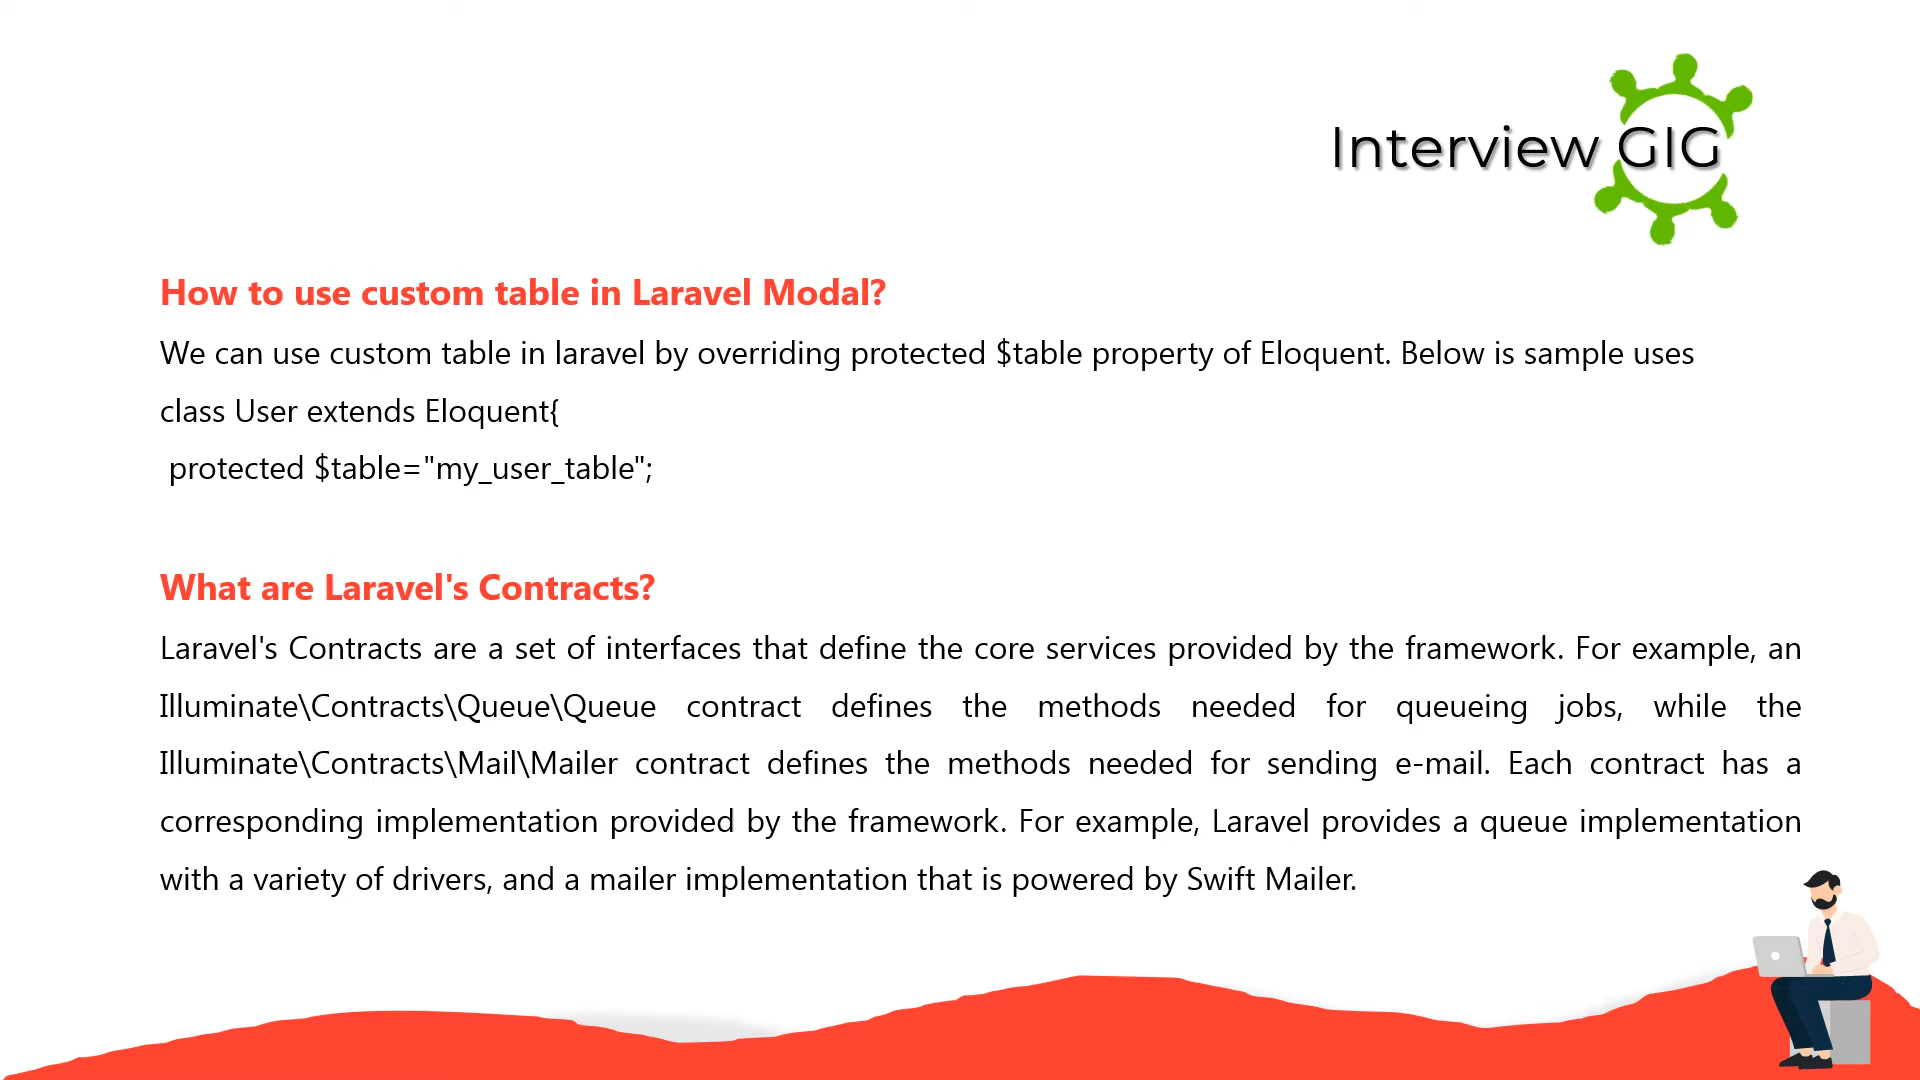 Interview GIG
How to use custom table in Laravel Modal?
We can use custom table in laravel by overriding protected $table property of Eloquent. Below is sample uses
class User extends Eloquent{
protected $table="my_user_table";
What are Laravel's Contracts?
Laravel's Contracts are a set of interfaces that define the core services provided by the framework. For example, an
Illuminate\Contracts\Queue\Queue contract defines the methods needed for queueing jobs, while the
Illuminate\Contracts\Mail\Mailer contract defines the methods needed for sending e-mail. Each contract has a
corresponding implementation provided by the framework. For example, Laravel provides a queue implementation
with a variety of drivers, and a mailer implementation that is powered by Swift Mailer.